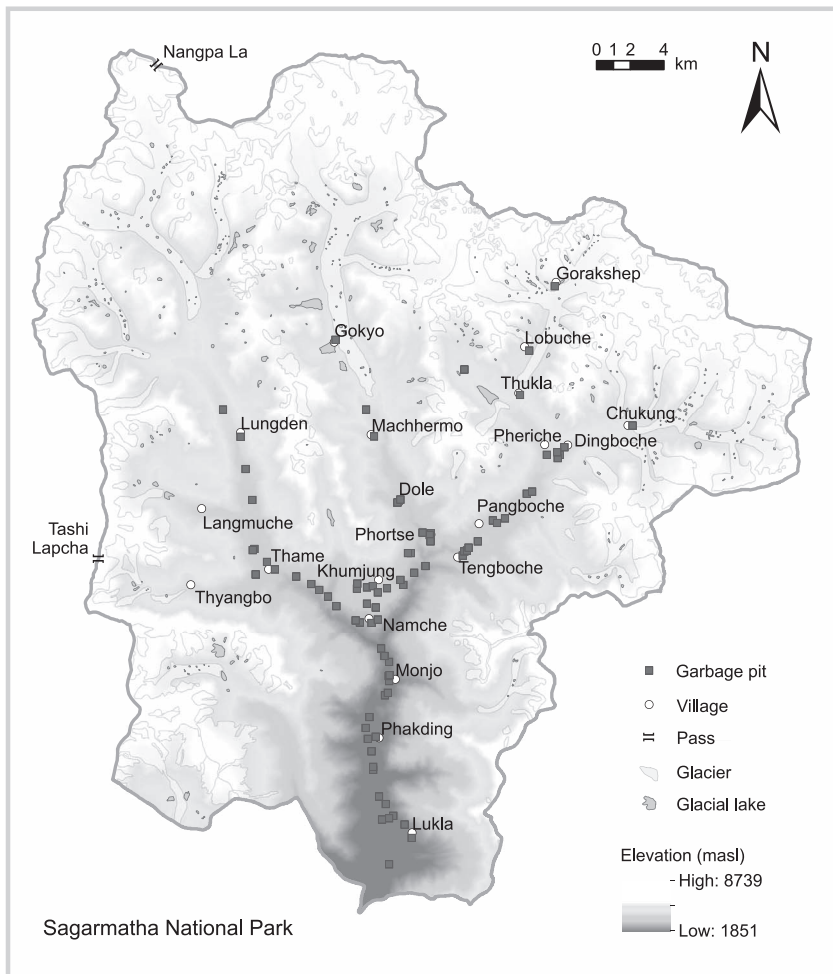 Nangpa La
0 1 2 4
km
N
Gorakshep
Gokyo
Lobuche
Thukla
Chukung
Lungden
Machhermo
Pheriche
Dingboche
Dole
Langmuche
Pangboche
Tashi
Lapcha
Phortse
Thame
Khumjung
Tengboche
Thyangbo
Namche
Monjo
Garbage pit
Village
Phakding
Pass
Glacier
Glacial lake
Lukla
Elevation (masl)
High: 8739
Low: 1851
Sagarmatha National Park